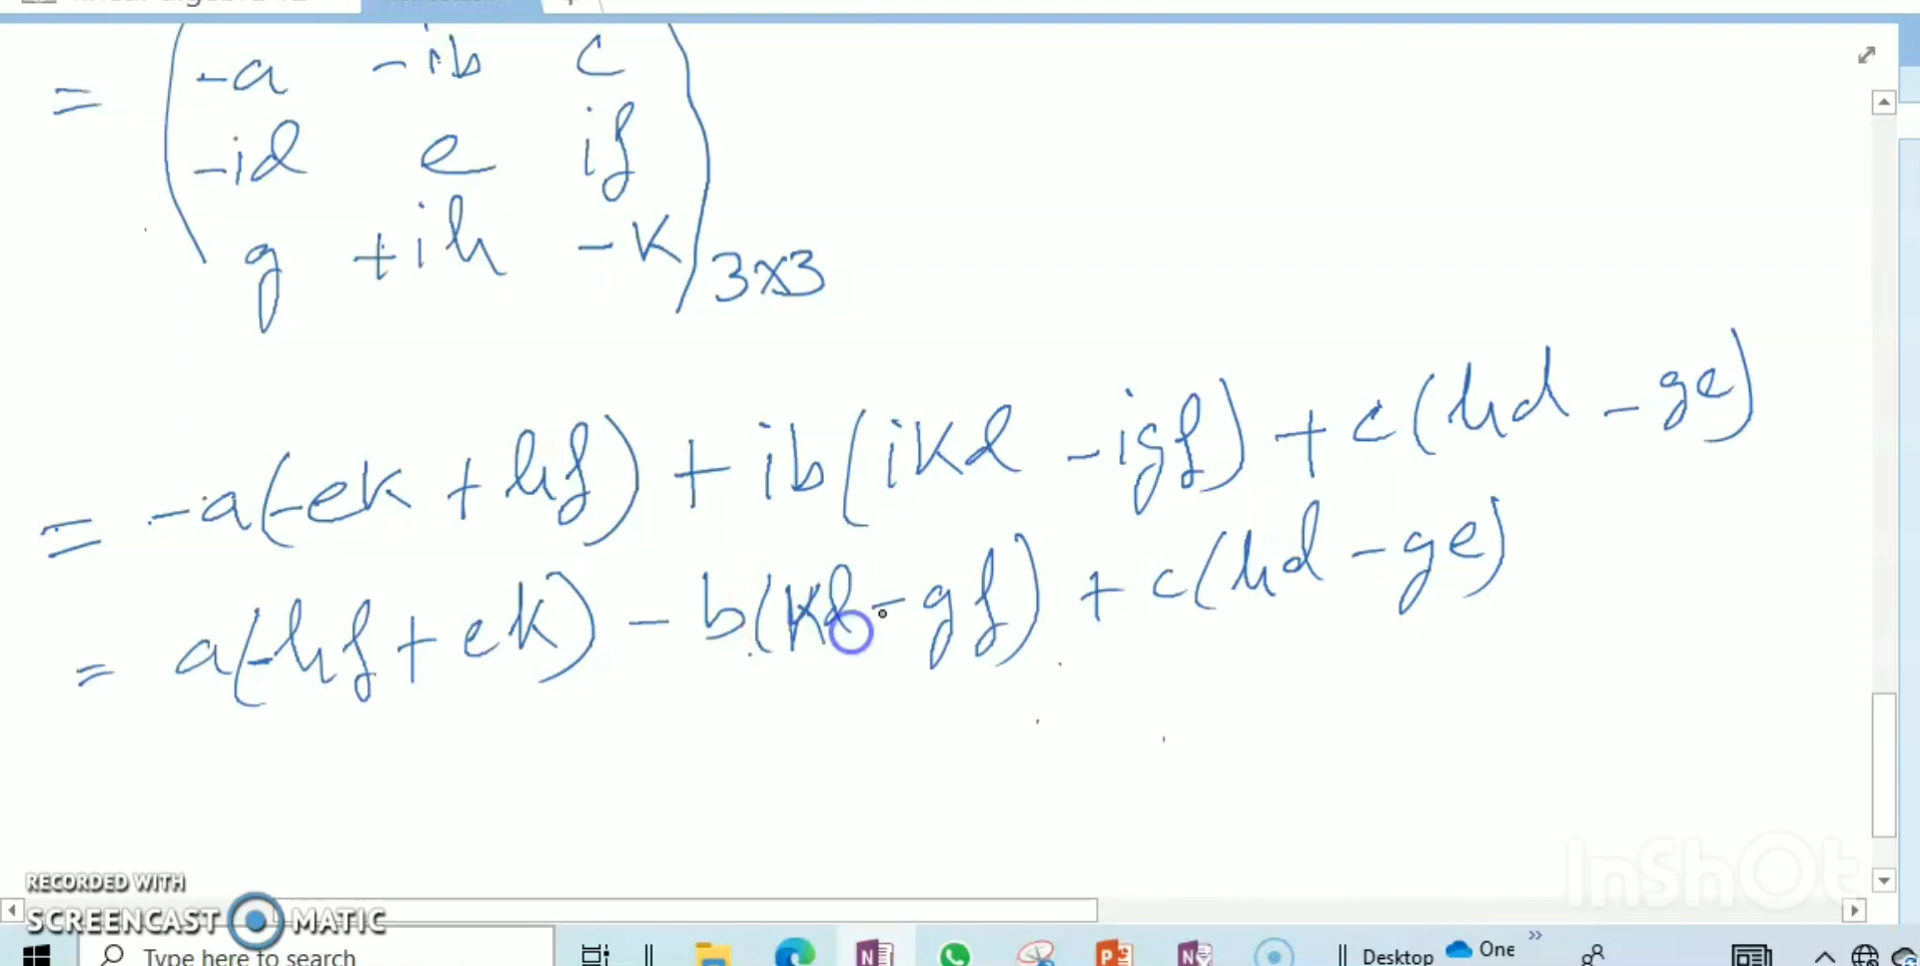 -a -ib c
= -id e if
g +ih -k 3x3
= -a(-ek + hf) + ib(ikd - igf) + c(hd - ge)
= a(-hf + ek) - b(kd - gf) + c(hd - ge)
InShOt
RECORDED WITH
SCREENCAST MATIC
Type here to search
Desktop
One